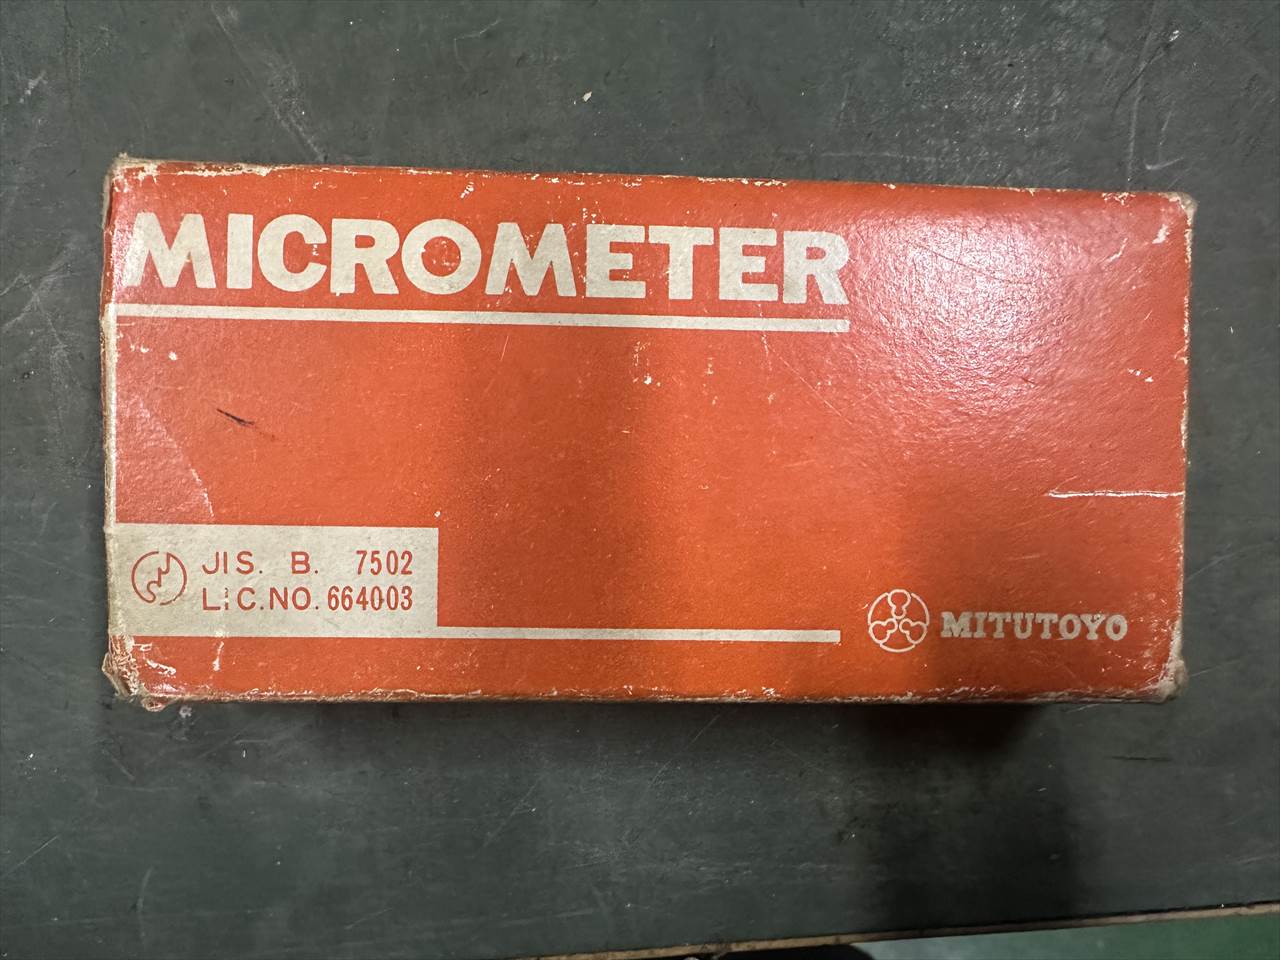 MICROMETER
JIS. B. 7502
LIC.NO. 664003
MITUTOYO